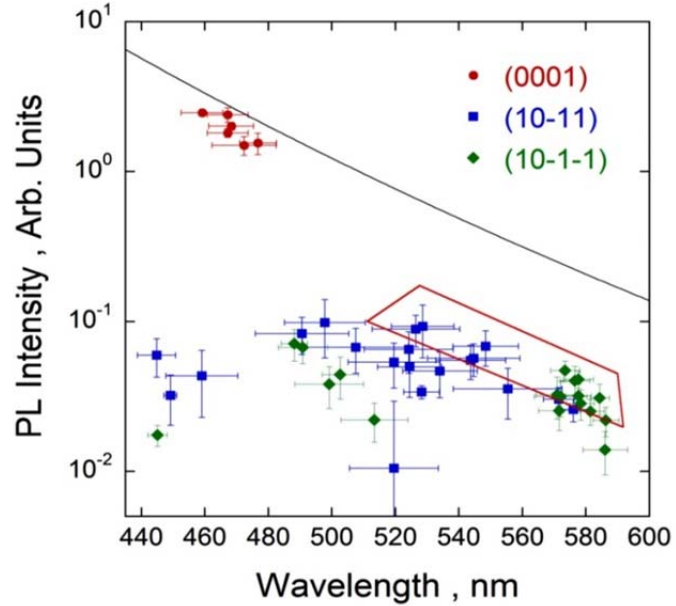 10¹
10⁰
10⁻¹
10⁻²
PL Intensity , Arb. Units
(0001)
(10-11)
(10-1-1)
440 460 480 500 520 540 560 580 600
Wavelength , nm